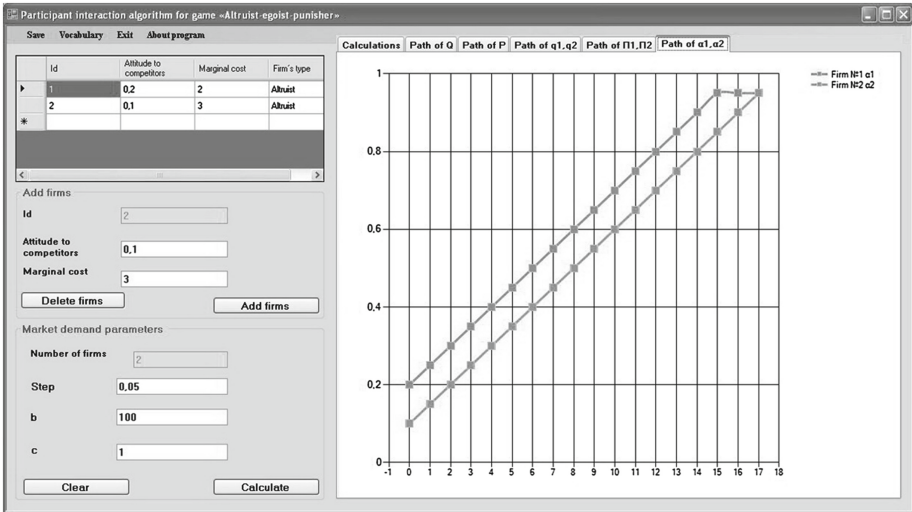 Participant interaction algorithm for game «Altruist-egoist-punisher»
Save Vocabulary Exit About program
Id Attitude to competitors Marginal cost Firm's type
1 0,2 2 Altruist
2 0,1 3 Altruist
Add firms
Id 2
Attitude to competitors 0,1
Marginal cost 3
Delete firms Add firms
Market demand parameters
Number of firms 2
Step 0,05
b 100
c 1
Clear Calculate
Calculations Path of Q Path of P Path of q1,q2 Path of П1,П2 Path of α1,α2
1
0,8
0,6
0,4
0,2
0
-1 0 1 2 3 4 5 6 7 8 9 10 11 12 13 14 15 16 17 18
Firm №1 α1
Firm №2 α2